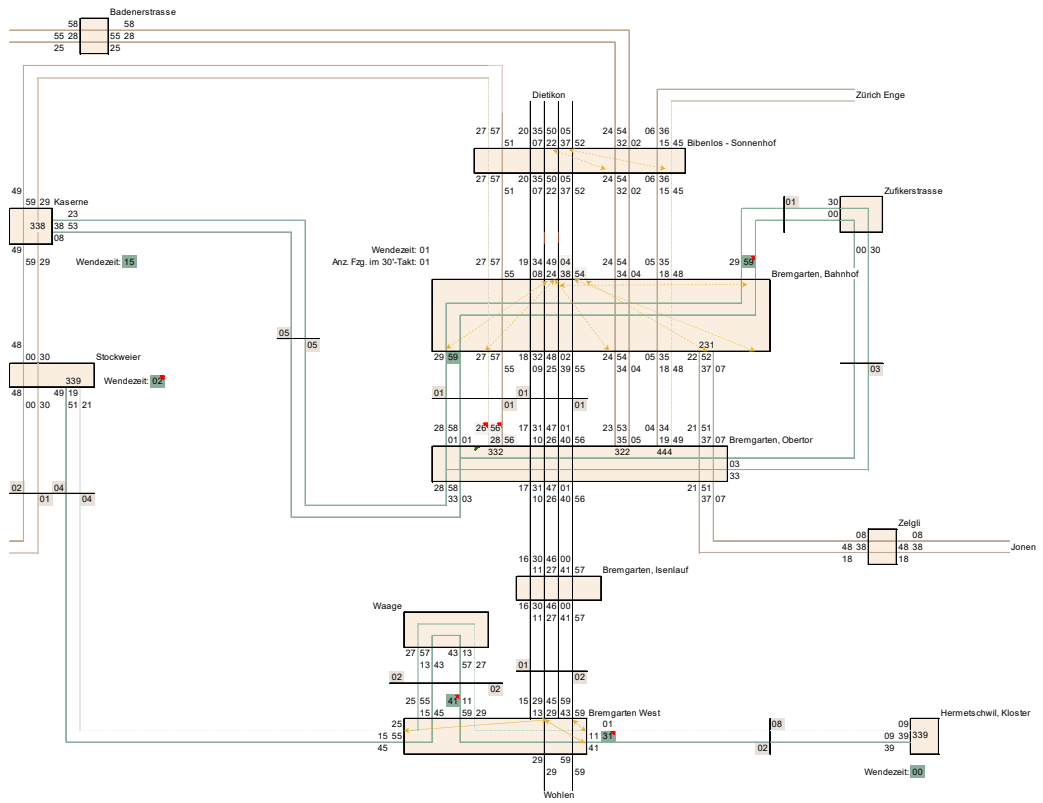 Badenerstrasse
58 58
55 28 55 28
25 25
Dietikon
Zürich Enge
27 57 20 35 50 05 24 54 06 36
51 07 22 37 52 32 02 15 45
Bibenlos - Sonnenhof
27 57 20 35 50 05 24 54 06 36
51 07 22 37 52 32 02 15 45
49
59 29 Kaserne
23
338 38 53
08
49
59 29
Wendezeit: 15
Zufikerstrasse
01 30
00
00 30
Wendezeit: 01
Anz. Fzg. im 30'-Takt: 01
27 57 19 34 49 04 24 54 05 35 29 59
55 08 24 38 54 34 04 18 48
Bremgarten, Bahnhof
231
29 59 27 57 18 32 48 02 24 54 05 35 22 52
55 09 25 39 55 34 04 18 48 37 07
05
05
03
48
00 30 Stockweier
339
Wendezeit: 02
49 19
48 51 21
00 30
01 01
01 01
28 58 26 56 17 31 47 01 23 53 04 34 21 51
01 01 28 56 10 26 40 56 35 05 19 49 37 07
Bremgarten, Obertor
332 322 444
03
33
28 58 17 31 47 01 21 51
33 03 10 26 40 56 37 07
02 04
01 04
Zelgli
08 08
48 38 48 38
18 18
Jonen
16 30 46 00
11 27 41 57
Bremgarten, Isenlauf
16 30 46 00
11 27 41 57
Waage
27 57 43 13
13 43 57 27
02 01
02 02
25 55 41 11 15 29 45 59
15 45 59 29 13 29 43 59
Bremgarten West
25 01
15 55 11 31
45 41
08
02
Hermetschwil, Kloster
09
09 39 339
39
Wendezeit: 00
29 59
29 59
Wohlen